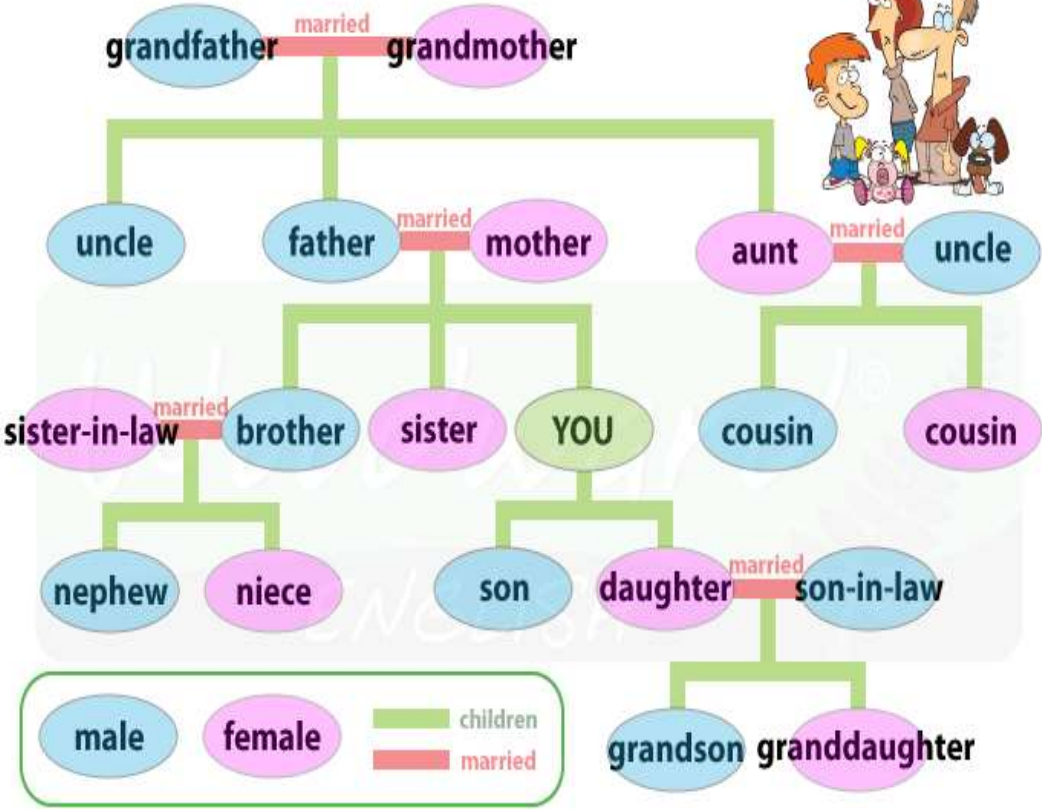 married
grandfather grandmother
married
uncle father mother
married
aunt uncle
married
sister-in-law brother sister YOU cousin cousin
married
nephew niece son daughter son-in-law
male female
children
married
grandson granddaughter
ENGLISH